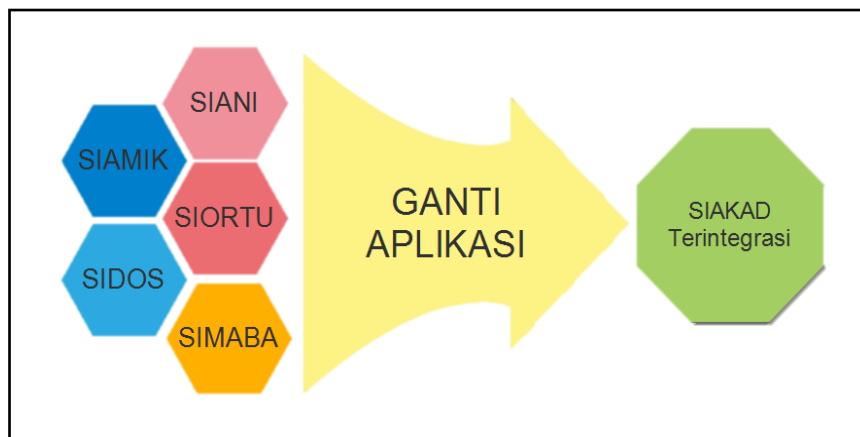 SIANI
SIAMIK
SIORTU
SIDOS
SIMABA
GANTI
APLIKASI
SIAKAD
Terintegrasi